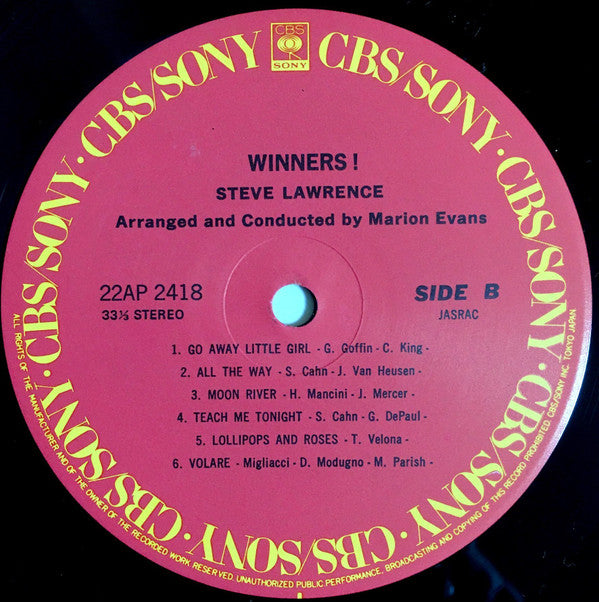 CBS
SONY
CBS/SONY · CBS/SONY · CBS/SONY · CBS/SONY · CBS/SONY · CBS/SONY · CBS/SONY · CBS/SONY
WINNERS !
STEVE LAWRENCE
Arranged and Conducted by Marion Evans
22AP 2418
33⅓ STEREO
SIDE B
JASRAC
1. GO AWAY LITTLE GIRL - G. Goffin - C. King -
2. ALL THE WAY - S. Cahn - J. Van Heusen -
3. MOON RIVER - H. Mancini - J. Mercer -
4. TEACH ME TONIGHT - S. Cahn - G. DePaul -
5. LOLLIPOPS AND ROSES - T. Velona -
6. VOLARE - Migliacci - D. Modugno - M. Parish -
ALL RIGHTS OF THE MANUFACTURER AND OF THE OWNER OF THE RECORDED WORK RESERVED. UNAUTHORIZED PUBLIC PERFORMANCE, BROADCASTING AND COPYING OF THIS RECORD PROHIBITED. CBS/SONY INC. TOKYO JAPAN